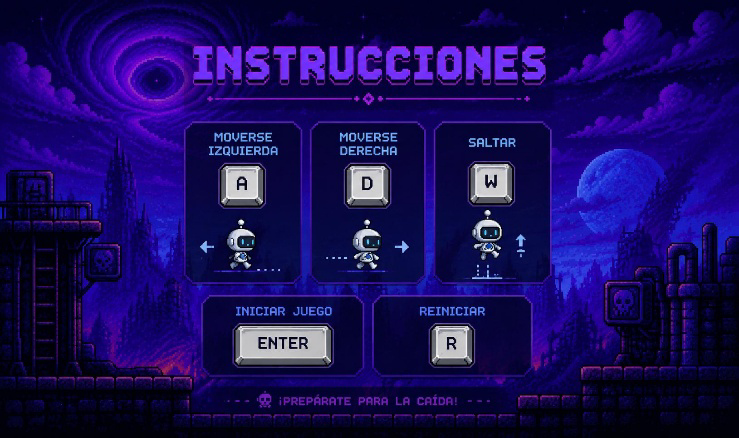 INSTRUCCIONES
MOVERSE
IZQUIERDA
A
MOVERSE
DERECHA
D
SALTAR
W
INICIAR JUEGO
ENTER
REINICIAR
R
¡PREPÁRATE PARA LA CAÍDA!